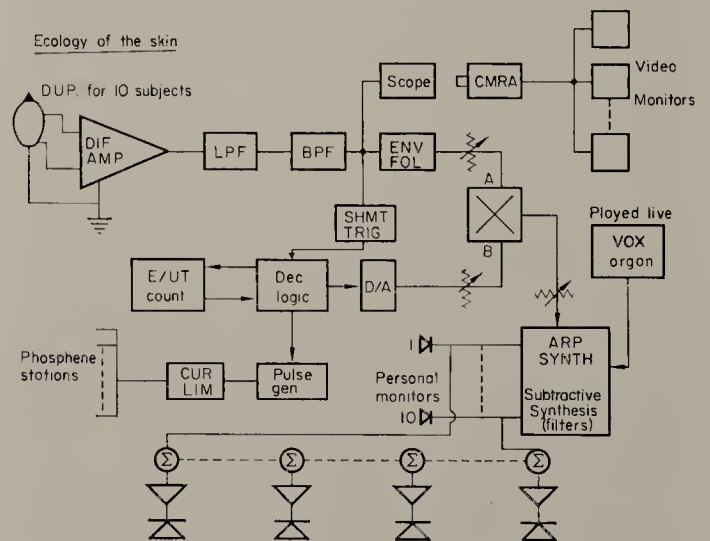 Ecology of the skin
D.U.P. for 10 subjects
DIF
AMP
LPF
BPF
Scope
CMRA
Video
Monitors
ENV
FOL
SHMT
TRIG
A
B
Ployed live
VOX
organ
E/UT
count
Dec
logic
D/A
Phosphene
stations
CUR
LIM
Pulse
gen
1
Personal
monitors
10
ARP
SYNTH
Subtractive
Synthesis
(filters)
Σ
Σ
Σ
Σ